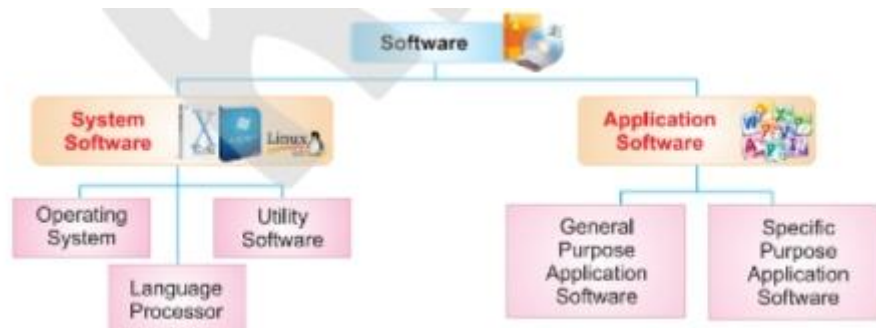 Software
System
Software
Linux
Application
Software
Operating
System
Utility
Software
Language
Processor
General
Purpose
Application
Software
Specific
Purpose
Application
Software